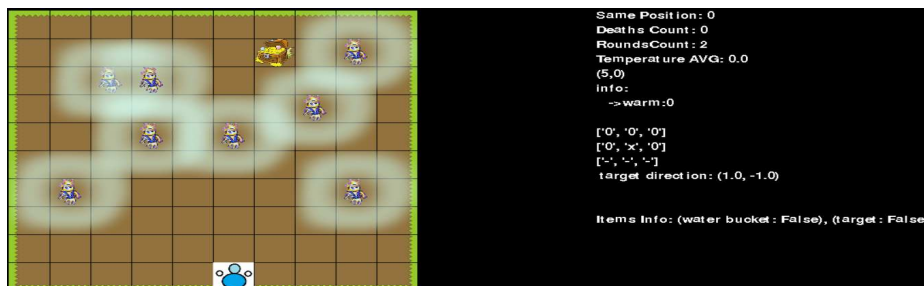 Same Position: 0
Deaths Count: 0
RoundsCount: 2
Temperature AVG: 0.0
(5,0)
info:
->warm:0
['0', '0', '0']
['0', 'x', '0']
['-', '-', '-']
target direction: (1.0, -1.0)
Items Info: (water bucket: False), (target: False